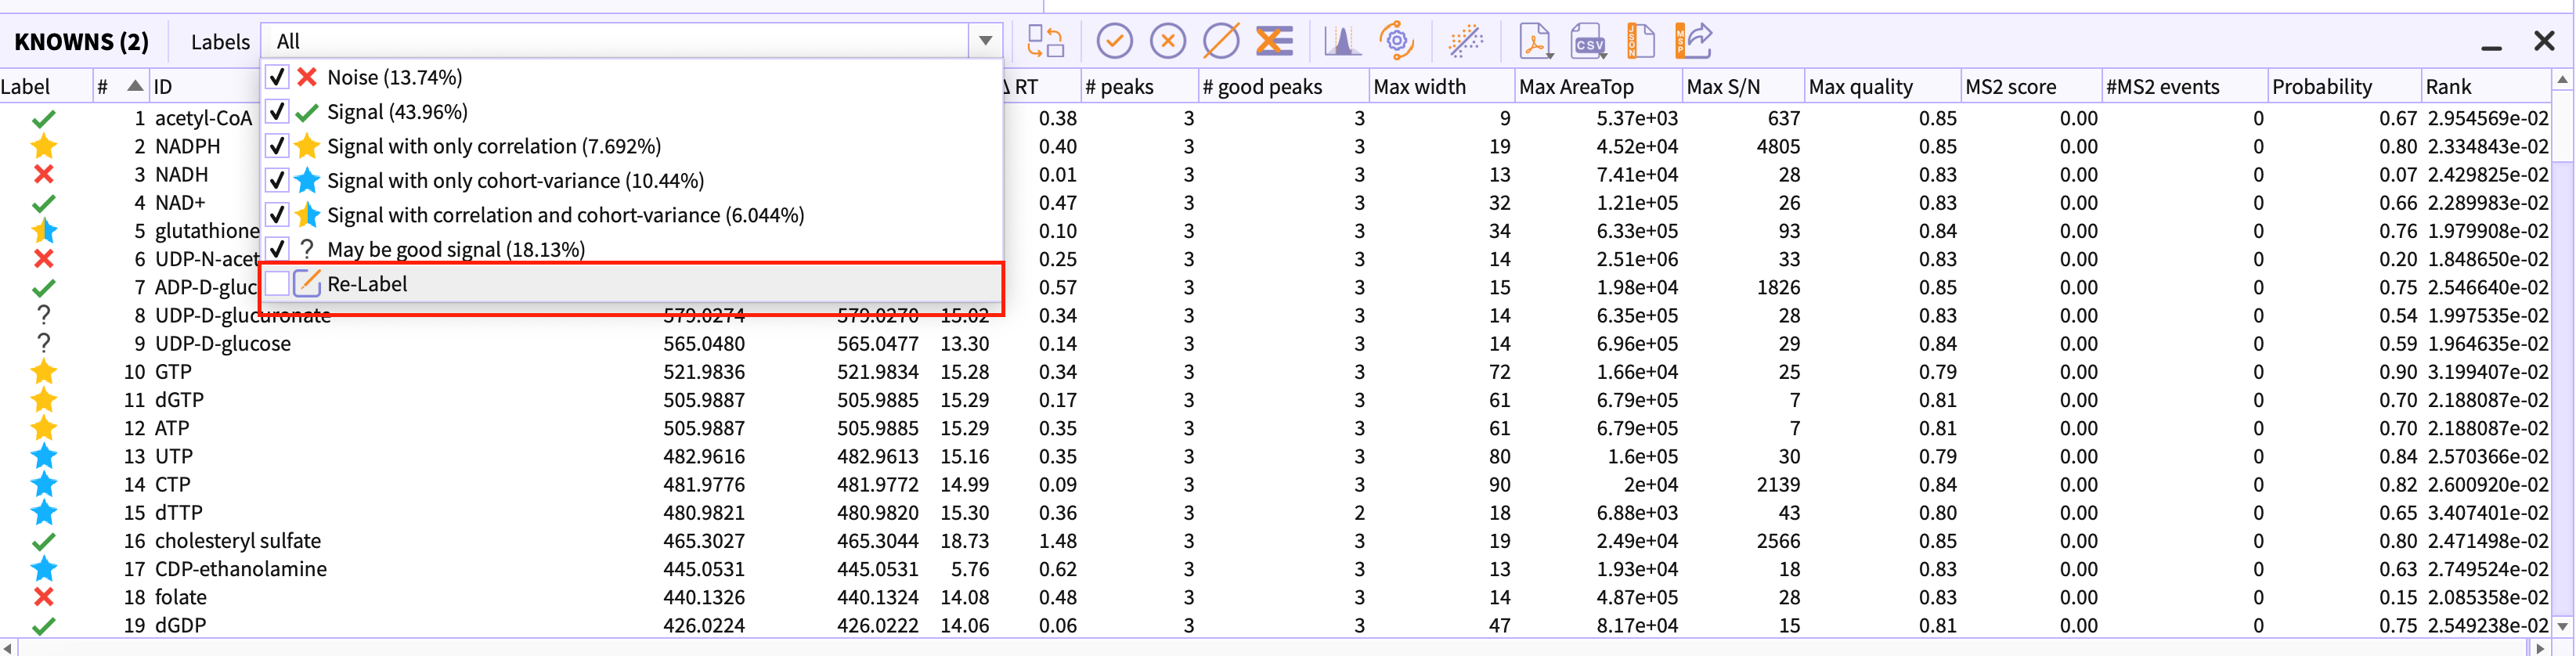 KNOWNS (2) Labels All CSV JSON MSP
Label # ID Δ RT # peaks # good peaks Max width Max AreaTop Max S/N Max quality MS2 score #MS2 events Probability Rank
Noise (13.74%)
Signal (43.96%)
Signal with only correlation (7.692%)
Signal with only cohort-variance (10.44%)
Signal with correlation and cohort-variance (6.044%)
? May be good signal (18.13%)
Re-Label
1 acetyl-CoA 0.38 3 3 9 5.37e+03 637 0.85 0.00 0 0.67 2.954569e-02
2 NADPH 0.40 3 3 19 4.52e+04 4805 0.85 0.00 0 0.80 2.334843e-02
3 NADH 0.01 3 3 13 7.41e+04 28 0.83 0.00 0 0.07 2.429825e-02
4 NAD+ 0.47 3 3 32 1.21e+05 26 0.83 0.00 0 0.66 2.289983e-02
5 glutathione 0.10 3 3 34 6.33e+05 93 0.84 0.00 0 0.76 1.979908e-02
6 UDP-N-acet 0.25 3 3 14 2.51e+06 33 0.83 0.00 0 0.20 1.848650e-02
7 ADP-D-gluc 0.57 3 3 15 1.98e+04 1826 0.85 0.00 0 0.75 2.546640e-02
? 8 UDP-D-glucuronate 579.0274 579.0270 15.02 0.34 3 3 14 6.35e+05 28 0.83 0.00 0 0.54 1.997535e-02
? 9 UDP-D-glucose 565.0480 565.0477 13.30 0.14 3 3 14 6.96e+05 29 0.84 0.00 0 0.59 1.964635e-02
10 GTP 521.9836 521.9834 15.28 0.34 3 3 72 1.66e+04 25 0.79 0.00 0 0.90 3.199407e-02
11 dGTP 505.9887 505.9885 15.29 0.17 3 3 61 6.79e+05 7 0.81 0.00 0 0.70 2.188087e-02
12 ATP 505.9887 505.9885 15.29 0.35 3 3 61 6.79e+05 7 0.81 0.00 0 0.70 2.188087e-02
13 UTP 482.9616 482.9613 15.16 0.35 3 3 80 1.6e+05 30 0.79 0.00 0 0.84 2.570366e-02
14 CTP 481.9776 481.9772 14.99 0.09 3 3 90 2e+04 2139 0.84 0.00 0 0.82 2.600920e-02
15 dTTP 480.9821 480.9820 15.30 0.36 3 2 18 6.88e+03 43 0.80 0.00 0 0.65 3.407401e-02
16 cholesteryl sulfate 465.3027 465.3044 18.73 1.48 3 3 19 2.49e+04 2566 0.85 0.00 0 0.80 2.471498e-02
17 CDP-ethanolamine 445.0531 445.0531 5.76 0.62 3 3 13 1.93e+04 18 0.83 0.00 0 0.63 2.749524e-02
18 folate 440.1326 440.1324 14.08 0.48 3 3 14 4.87e+05 28 0.83 0.00 0 0.15 2.085358e-02
19 dGDP 426.0224 426.0222 14.06 0.06 3 3 47 8.17e+04 15 0.81 0.00 0 0.75 2.549238e-02